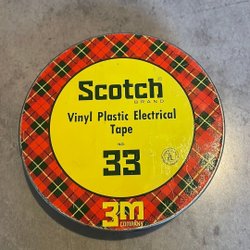 Scotch
BRAND
Vinyl Plastic Electrical
Tape
NO.
33
3M
COMPANY